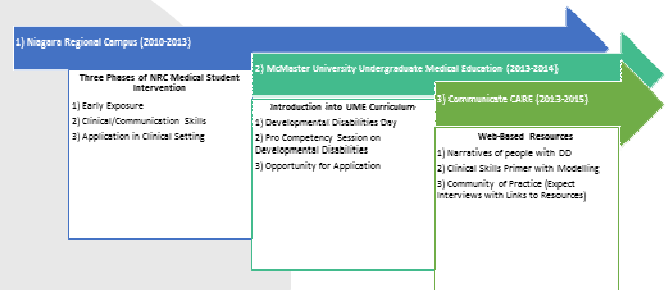 1) Niagara Regional Campus (2010-2013)
2) McMaster University Undergraduate Medical Education (2013-2014)
3) Communicate CARE (2013-2015)
Three Phases of NRC Medical Student
Intervention
1) Early Exposure
2) Clinical/Communication Skills
3) Application in Clinical Setting
Introduction into UME Curriculum
1) Developmental Disabilities Day
2) Pro Competency Session on
Developmental Disabilities
3) Opportunity for Application
Web-Based Resources
1) Narratives of people with DD
2) Clinical Skills Primer with Modelling
3) Community of Practice (Expect
Interviews with Links to Resources)